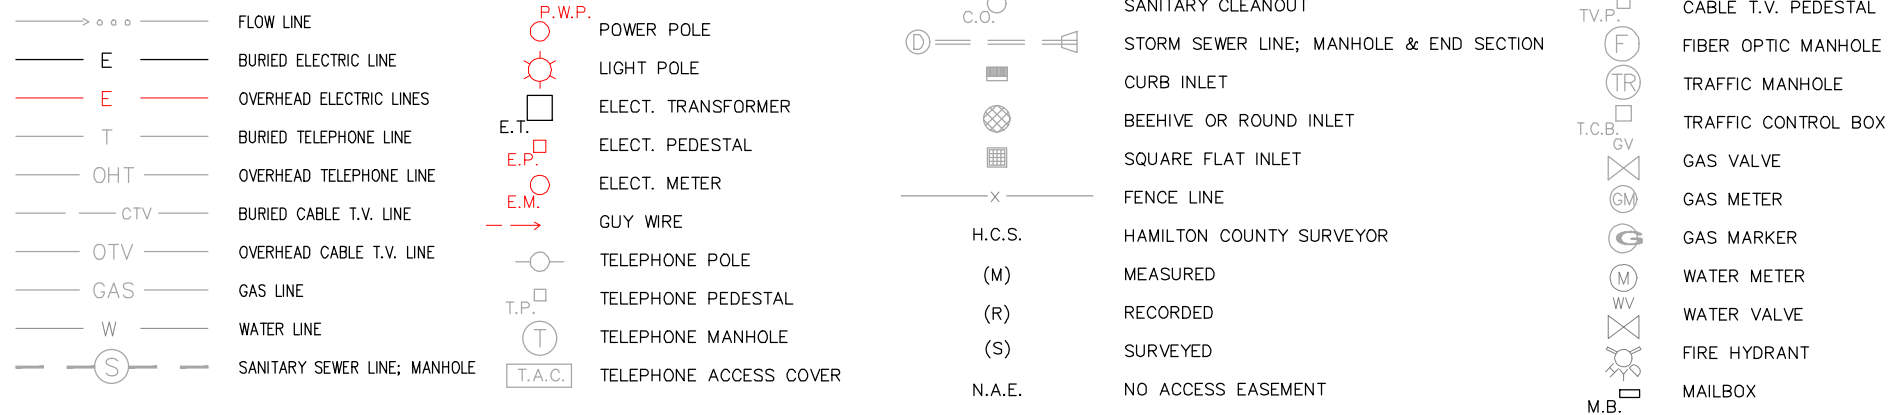 FLOW LINE
E BURIED ELECTRIC LINE
E OVERHEAD ELECTRIC LINES
T BURIED TELEPHONE LINE
OHT OVERHEAD TELEPHONE LINE
CTV BURIED CABLE T.V. LINE
OTV OVERHEAD CABLE T.V. LINE
GAS GAS LINE
W WATER LINE
S SANITARY SEWER LINE; MANHOLE
P.W.P.
POWER POLE
LIGHT POLE
ELECT. TRANSFORMER
E.T.
ELECT. PEDESTAL
E.P.
ELECT. METER
E.M.
GUY WIRE
TELEPHONE POLE
TELEPHONE PEDESTAL
T.P.
T TELEPHONE MANHOLE
T.A.C. TELEPHONE ACCESS COVER
SANITARY CLEANOUT
C.O.
D STORM SEWER LINE; MANHOLE & END SECTION
CURB INLET
BEEHIVE OR ROUND INLET
SQUARE FLAT INLET
x FENCE LINE
H.C.S. HAMILTON COUNTY SURVEYOR
(M) MEASURED
(R) RECORDED
(S) SURVEYED
N.A.E. NO ACCESS EASEMENT
CABLE T.V. PEDESTAL
TV.P.
F FIBER OPTIC MANHOLE
TR TRAFFIC MANHOLE
TRAFFIC CONTROL BOX
T.C.B.
GV
GAS VALVE
GM GAS METER
G GAS MARKER
M WATER METER
WV
WATER VALVE
FIRE HYDRANT
HYD
MAILBOX
M.B.